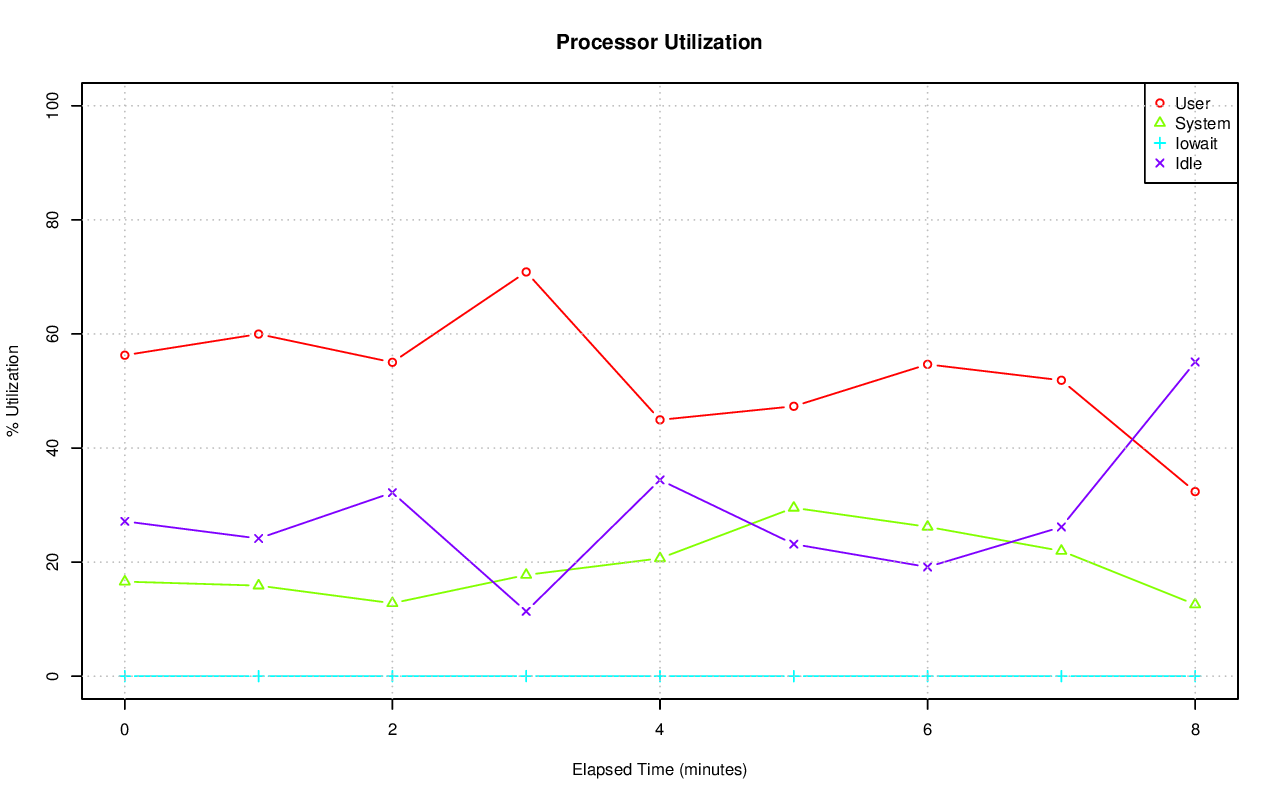 Processor Utilization
User
System
Iowait
Idle
100
80
60
40
20
0
% Utilization
0 2 4 6 8
Elapsed Time (minutes)